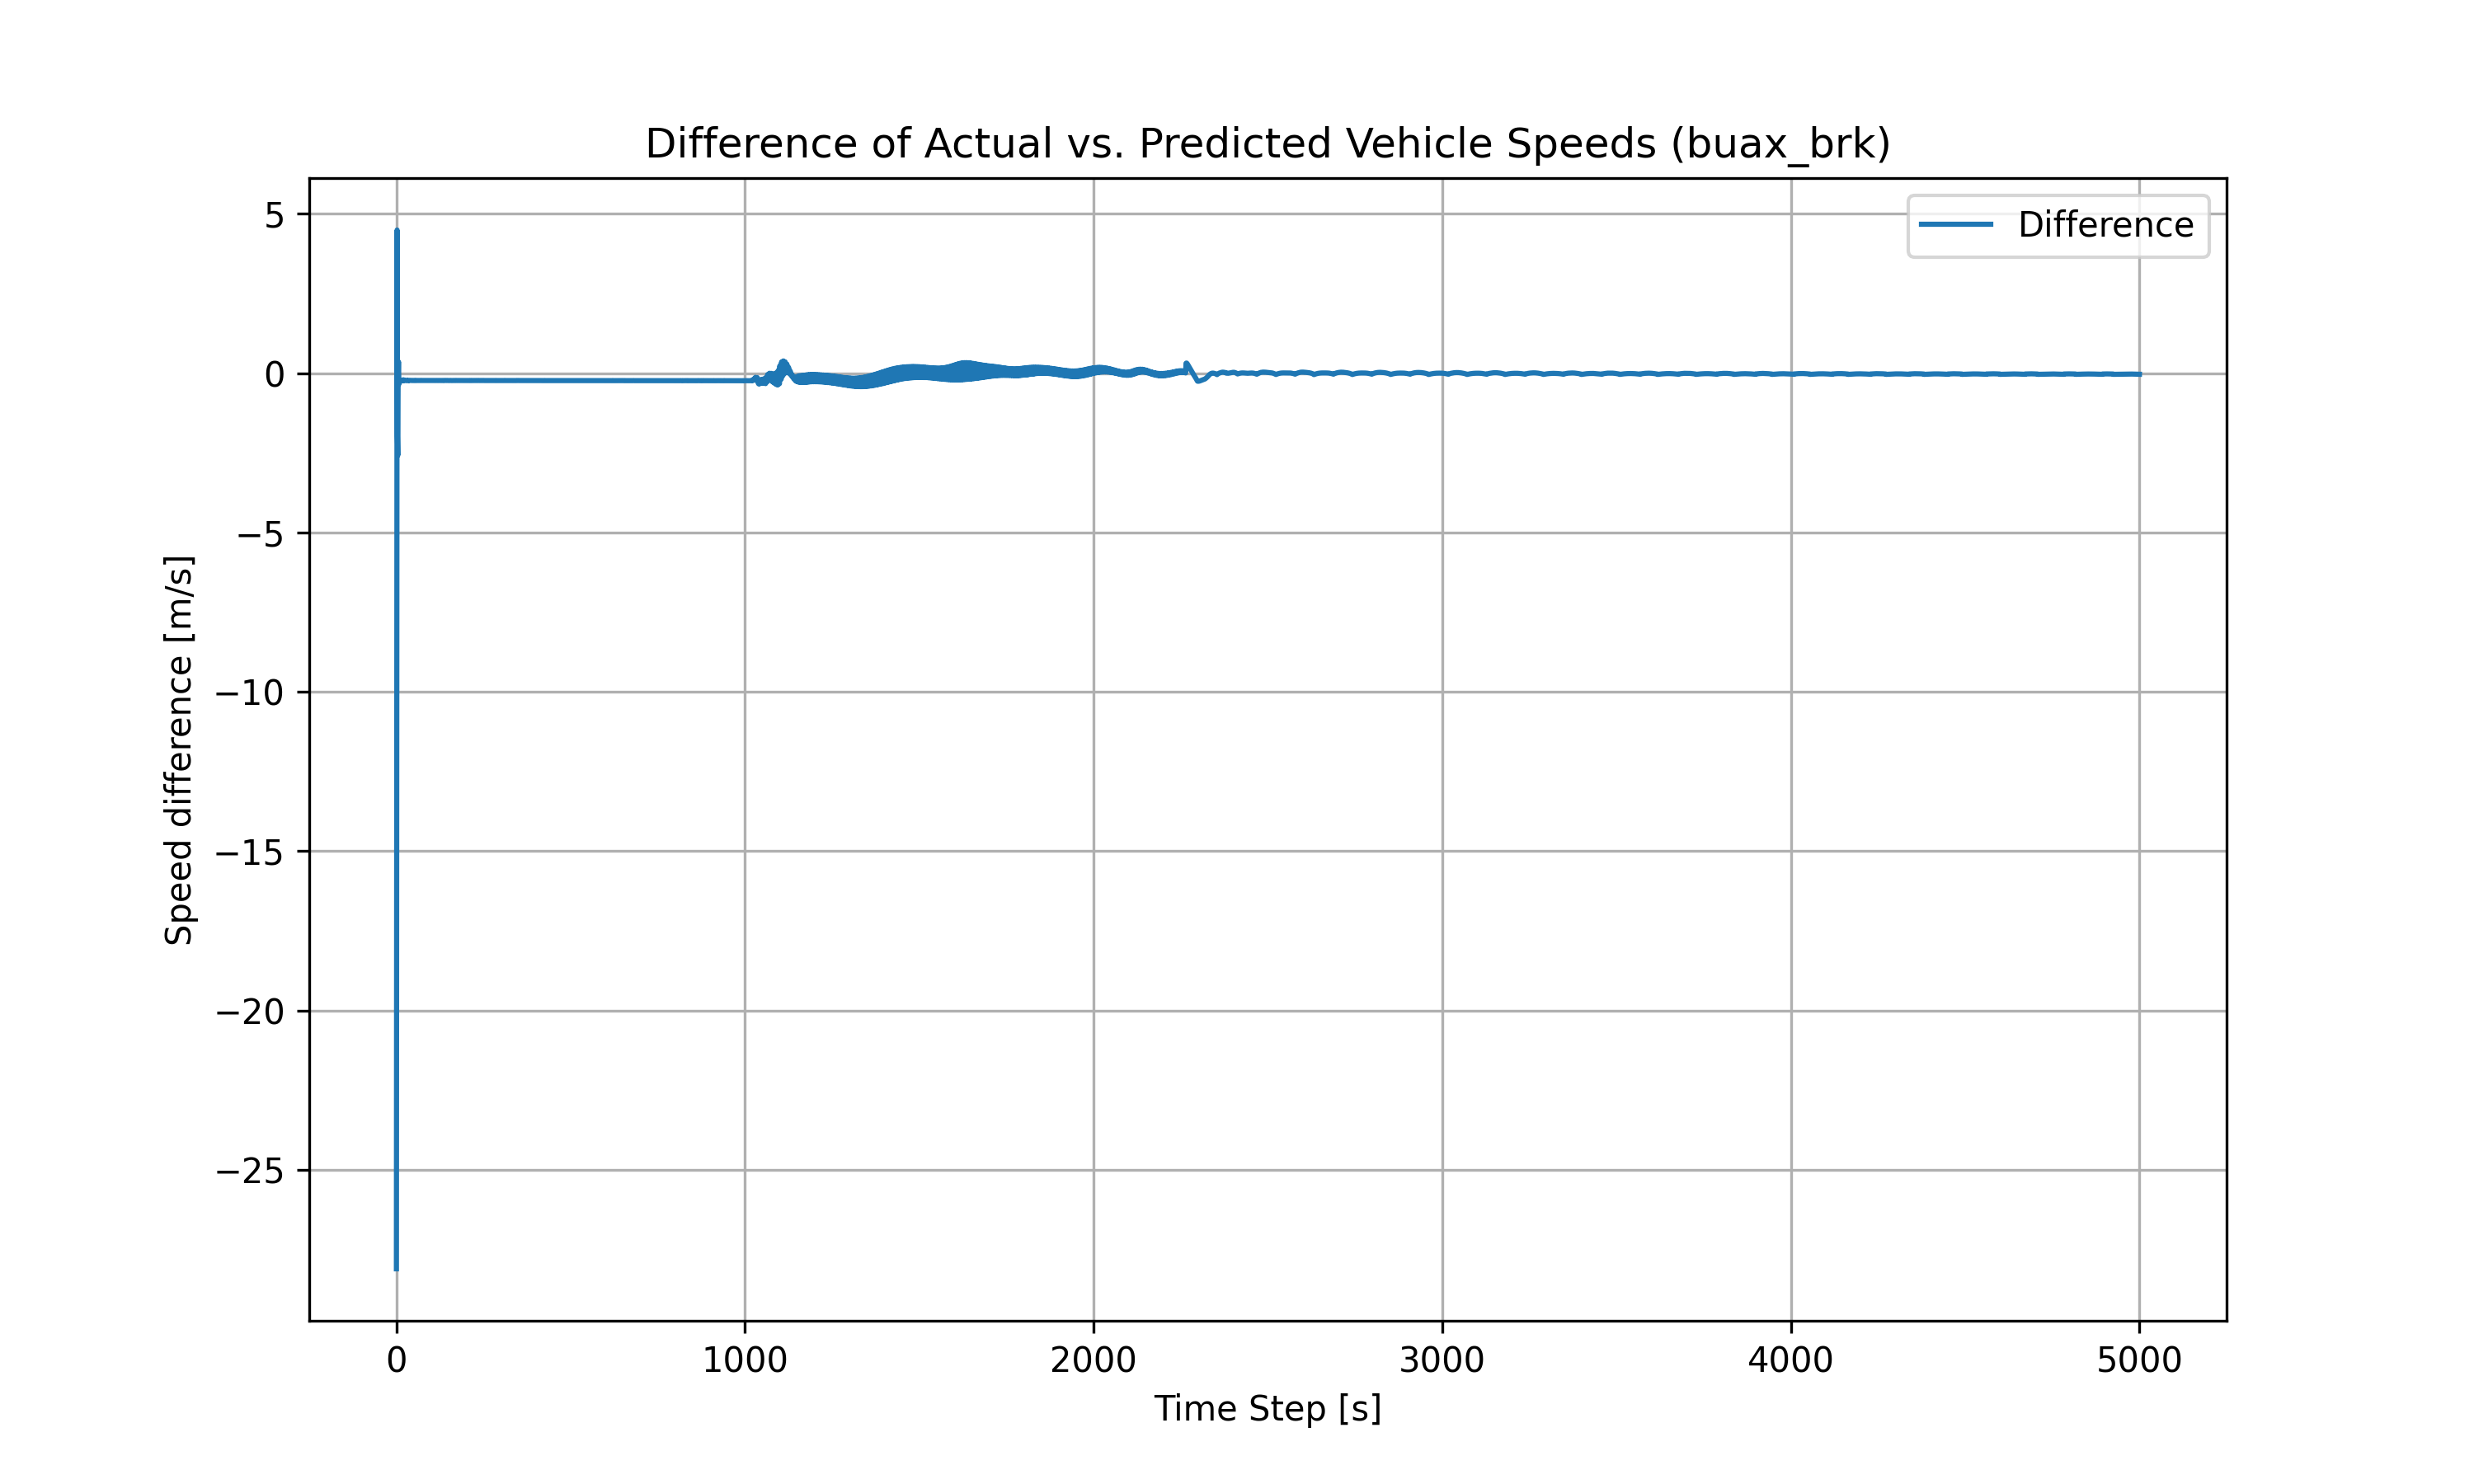 Difference of Actual vs. Predicted Vehicle Speeds (buax_brk)
Difference
5
0
−5
−10
−15
−20
−25
Speed difference [m/s]
0 1000 2000 3000 4000 5000
Time Step [s]